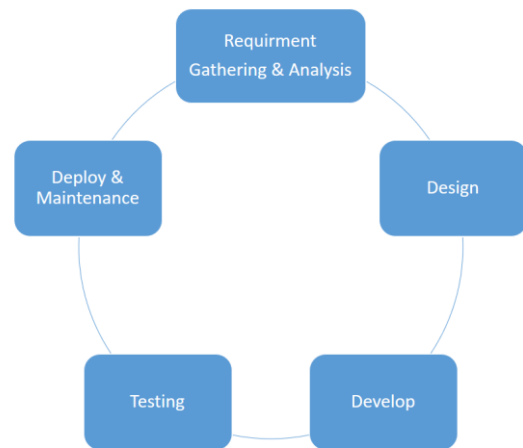 Requirment
Gathering & Analysis
Design
Develop
Testing
Deploy &
Maintenance